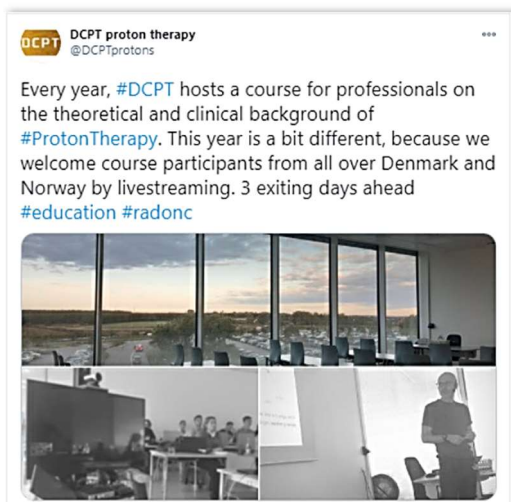 DCPT
DCPT proton therapy
@DCPTprotons
Every year, #DCPT hosts a course for professionals on
the theoretical and clinical background of
#ProtonTherapy. This year is a bit different, because we
welcome course participants from all over Denmark and
Norway by livestreaming. 3 exiting days ahead
#education #radonc